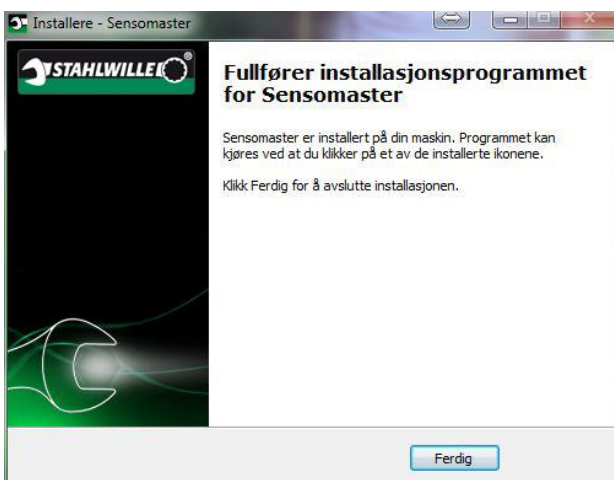 Installere - Sensomaster
STAHLWILLE
®
Fullfører installasjonsprogrammet
for Sensomaster
Sensomaster er installert på din maskin. Programmet kan
kjøres ved at du klikker på et av de installerte ikonene.
Klikk Ferdig for å avslutte installasjonen.
Ferdig